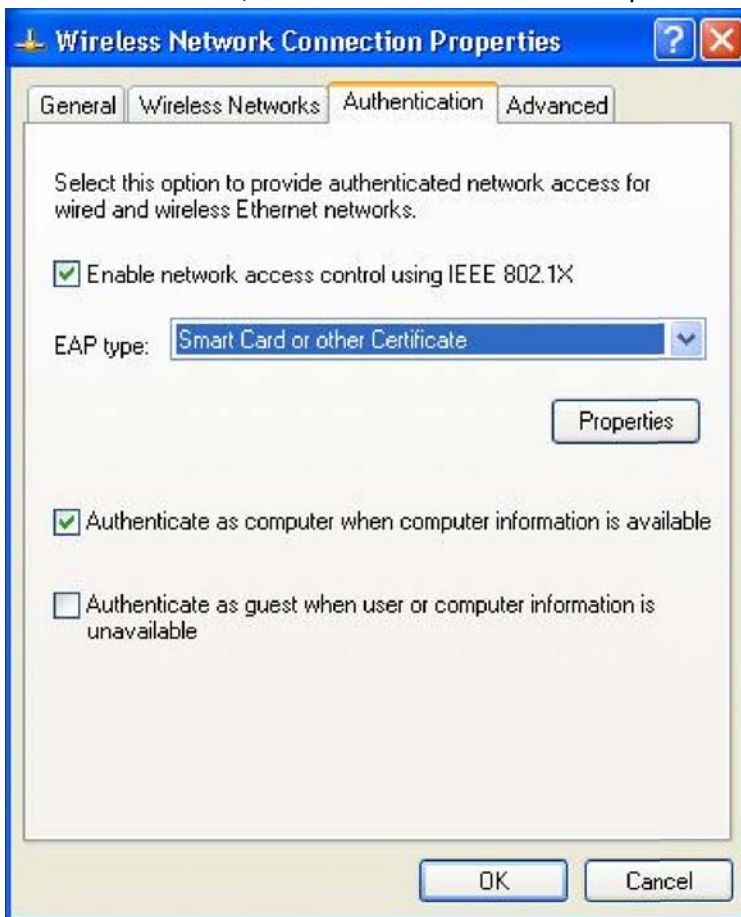 Wireless Network Connection Properties
General Wireless Networks Authentication Advanced
Select this option to provide authenticated network access for
wired and wireless Ethernet networks.
Enable network access control using IEEE 802.1X
EAP type: Smart Card or other Certificate
Properties
Authenticate as computer when computer information is available
Authenticate as guest when user or computer information is
unavailable
OK Cancel